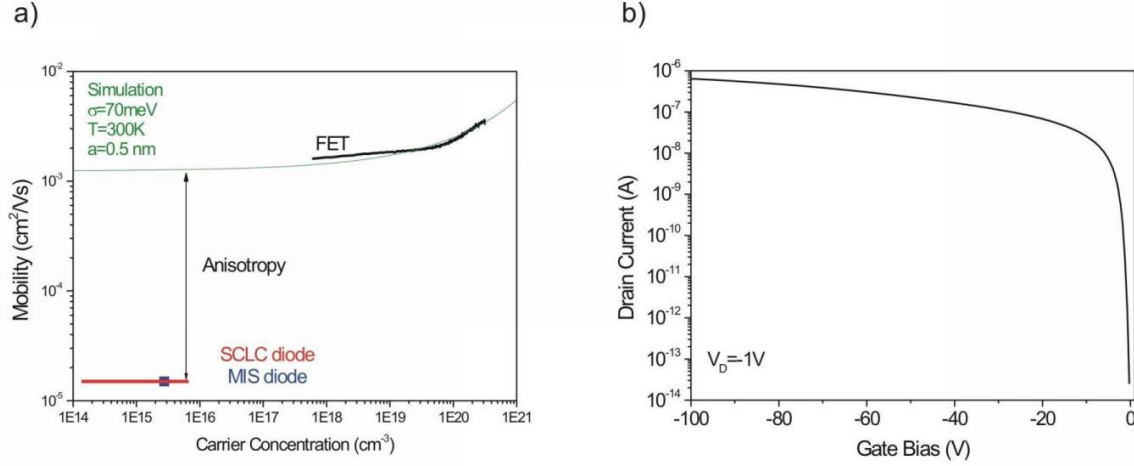 a)
b)
Simulation
σ=70meV
T=300K
a=0.5 nm
FET
Anisotropy
SCLC diode
MIS diode
Mobility (cm²/Vs)
10⁻²
10⁻³
10⁻⁴
10⁻⁵
1E14 1E15 1E16 1E17 1E18 1E19 1E20 1E21
Carrier Concentration (cm⁻³)
Drain Current (A)
10⁻⁶
10⁻⁷
10⁻⁸
10⁻⁹
10⁻¹⁰
10⁻¹¹
10⁻¹²
10⁻¹³
10⁻¹⁴
V_D=-1V
-100 -80 -60 -40 -20 0
Gate Bias (V)